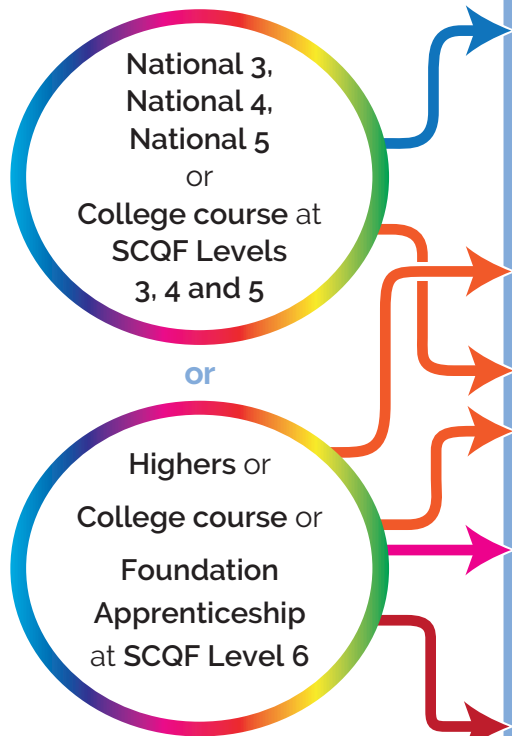 National 3,
National 4,
National 5
or
College course at
SCQF Levels
3, 4 and 5
or
Highers or
College course or
Foundation
Apprenticeship
at SCQF Level 6